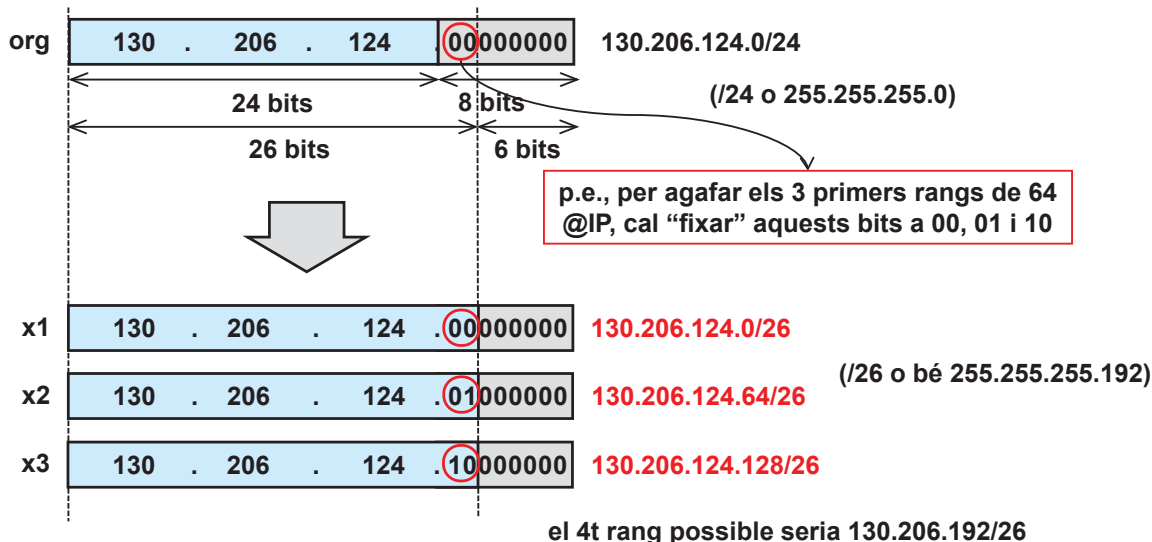 org 130 . 206 . 124 .00000000 130.206.124.0/24
24 bits 8 bits (/24 o 255.255.255.0)
26 bits 6 bits
p.e., per agafar els 3 primers rangs de 64
@IP, cal “fixar” aquests bits a 00, 01 i 10
x1 130 . 206 . 124 .00000000 130.206.124.0/26
(/26 o bé 255.255.255.192)
x2 130 . 206 . 124 .01000000 130.206.124.64/26
x3 130 . 206 . 124 .10000000 130.206.124.128/26
el 4t rang possible seria 130.206.192/26